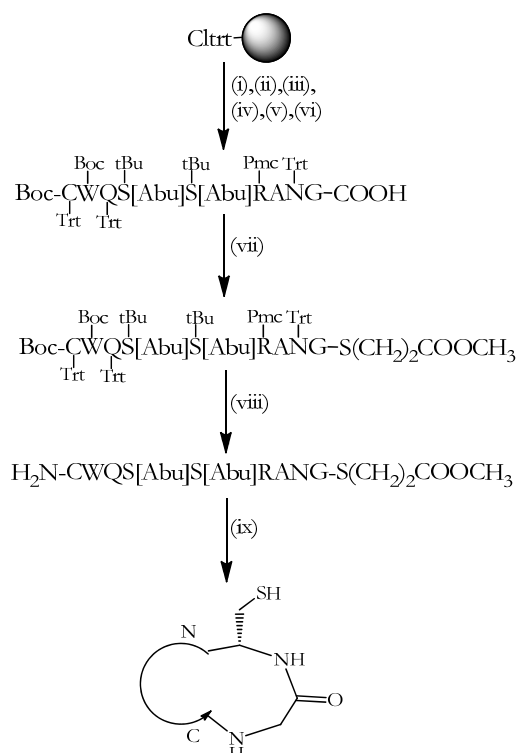 Cltrt
(i),(ii),(iii),
(iv),(v),(vi)
Boc tBu tBu Pmc Trt
Boc-CWQS[Abu]S[Abu]RANG-COOH
Trt Trt
(vii)
Boc tBu tBu Pmc Trt
Boc-CWQS[Abu]S[Abu]RANG-S(CH2)2COOCH3
Trt Trt
(viii)
H2N-CWQS[Abu]S[Abu]RANG-S(CH2)2COOCH3
(ix)
SH
N
NH
O
C
N
H